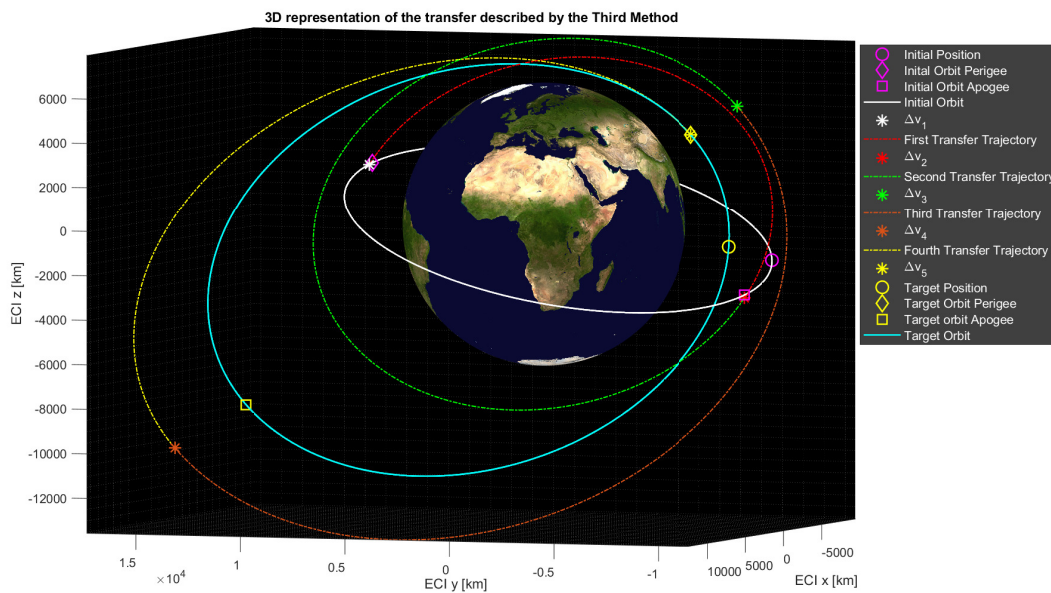 3D representation of the transfer described by the Third Method
ECI z [km]
6000
4000
2000
0
-2000
-4000
-6000
-8000
-10000
-12000
1.5
1
0.5
0
-0.5
-1
×10⁴
ECI y [km]
10000
5000
0
-5000
ECI x [km]
Initial Position
Inital Orbit Perigee
Initial Orbit Apogee
Initial Orbit
Δv₁
First Transfer Trajectory
Δv₂
Second Transfer Trajectory
Δv₃
Third Transfer Trajectory
Δv₄
Fourth Transfer Trajectory
Δv₅
Target Position
Target Orbit Perigee
Target orbit Apogee
Target Orbit